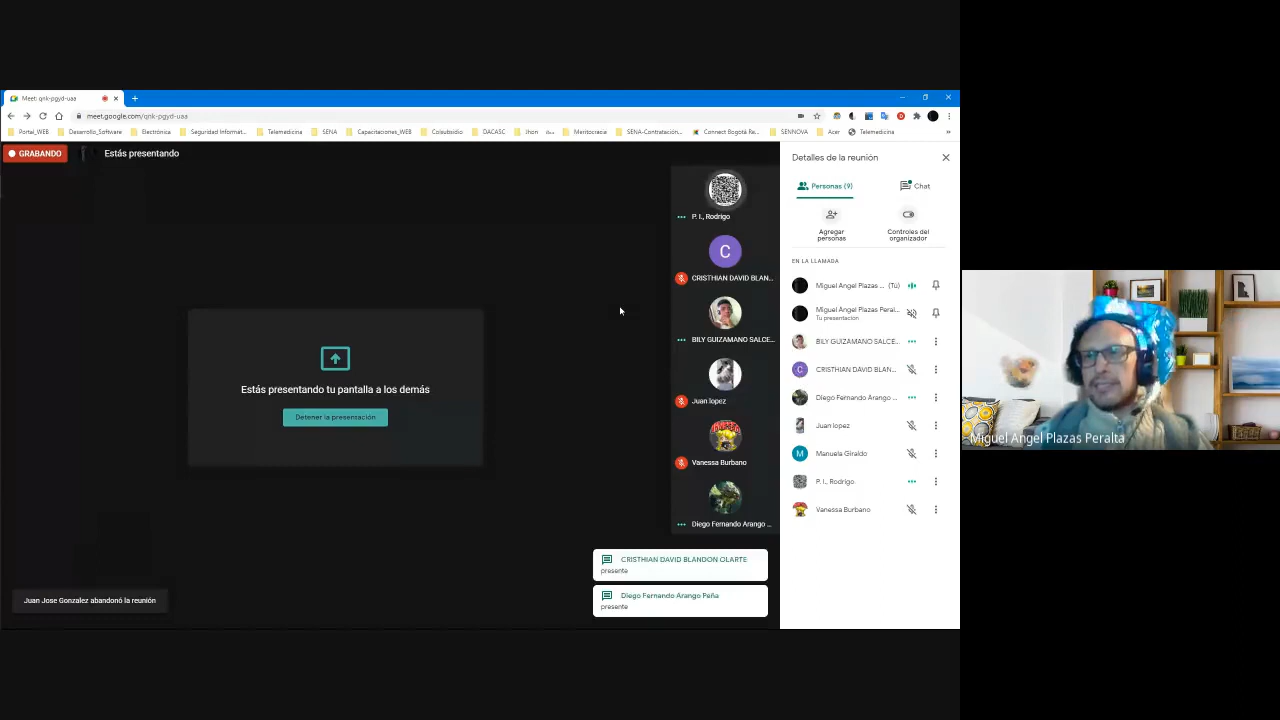 Meet: qnk-pgyd-uaa
meet.google.com/qnk-pgyd-uaa
Portal_WEB
Desarrollo_Software
Electrónica
Seguridad Informát...
Telemedicina
SENA
Capacitaciones_WEB
Colsubsidio
DACASC
Jhon
Meritocracia
SENA-Contratación...
Connect Bogotá Re...
SENNOVA
Acer
Telemedicina
»
GRABANDO
Estás presentando
Estás presentando tu pantalla a los demás
Detener la presentación
P. I., Rodrigo
C
CRISTHIAN DAVID BLAN...
BILY GUIZAMANO SALCE...
Juan lopez
Vanessa Burbano
Diego Fernando Arango ...
CRISTHIAN DAVID BLANDON OLARTE
presente
Diego Fernando Arango Peña
presente
Juan Jose Gonzalez abandonó la reunión
Detalles de la reunión
Personas (9)
Chat
Agregar personas
Controles del organizador
EN LA LLAMADA
Miguel Angel Plazas ... (Tú)
Miguel Angel Plazas Peral...
Tu presentación
BILY GUIZAMANO SALCE...
C
CRISTHIAN DAVID BLAN...
Diego Fernando Arango ...
Juan lopez
M
Manuela Giraldo
P. I., Rodrigo
Vanessa Burbano
Miguel Angel Plazas Peralta